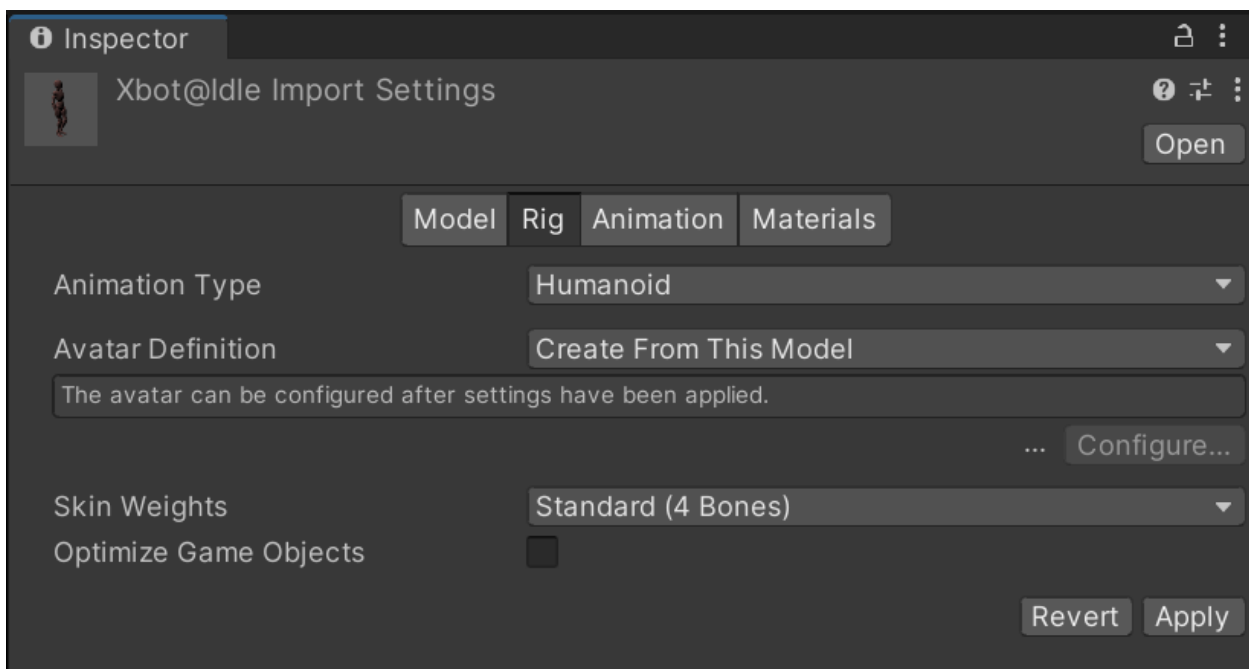 Inspector
Xbot@Idle Import Settings
Open
Model Rig Animation Materials
Animation Type Humanoid
Avatar Definition Create From This Model
The avatar can be configured after settings have been applied.
... Configure...
Skin Weights Standard (4 Bones)
Optimize Game Objects
Revert Apply